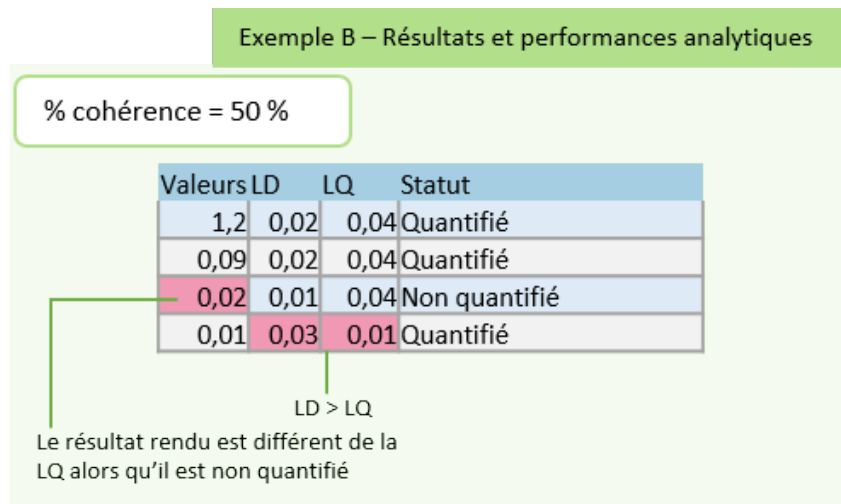 Exemple B – Résultats et performances analytiques
% cohérence = 50 %
Valeurs LD LQ Statut
1,2 0,02 0,04 Quantifié
0,09 0,02 0,04 Quantifié
0,02 0,01 0,04 Non quantifié
0,01 0,03 0,01 Quantifié
LD > LQ
Le résultat rendu est différent de la
LQ alors qu’il est non quantifié